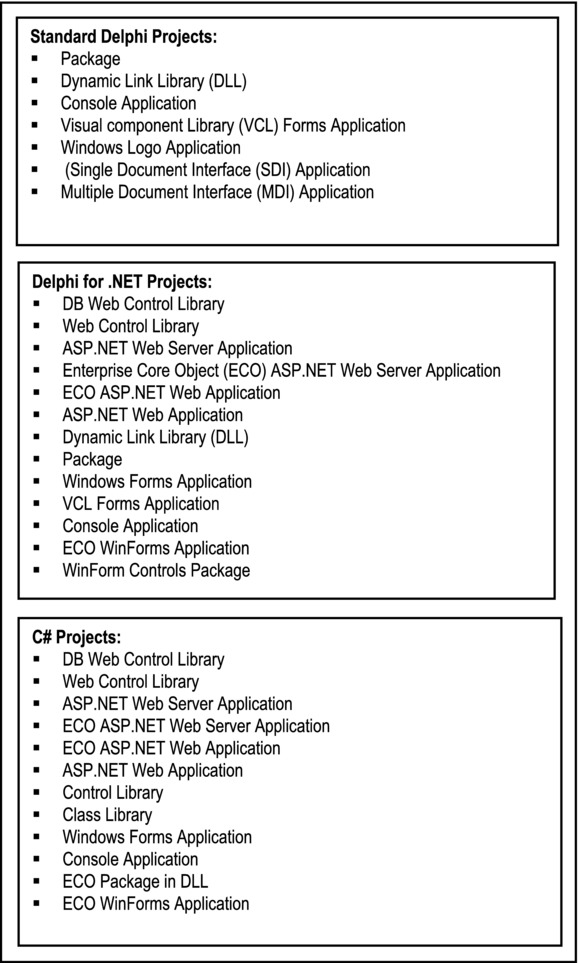 Standard Delphi Projects:
▪ Package
▪ Dynamic Link Library (DLL)
▪ Console Application
▪ Visual component Library (VCL) Forms Application
▪ Windows Logo Application
▪ (Single Document Interface (SDI) Application
▪ Multiple Document Interface (MDI) Application
Delphi for .NET Projects:
▪ DB Web Control Library
▪ Web Control Library
▪ ASP.NET Web Server Application
▪ Enterprise Core Object (ECO) ASP.NET Web Server Application
▪ ECO ASP.NET Web Application
▪ ASP.NET Web Application
▪ Dynamic Link Library (DLL)
▪ Package
▪ Windows Forms Application
▪ VCL Forms Application
▪ Console Application
▪ ECO WinForms Application
▪ WinForm Controls Package
C# Projects:
▪ DB Web Control Library
▪ Web Control Library
▪ ASP.NET Web Server Application
▪ ECO ASP.NET Web Server Application
▪ ECO ASP.NET Web Application
▪ ASP.NET Web Application
▪ Control Library
▪ Class Library
▪ Windows Forms Application
▪ Console Application
▪ ECO Package in DLL
▪ ECO WinForms Application